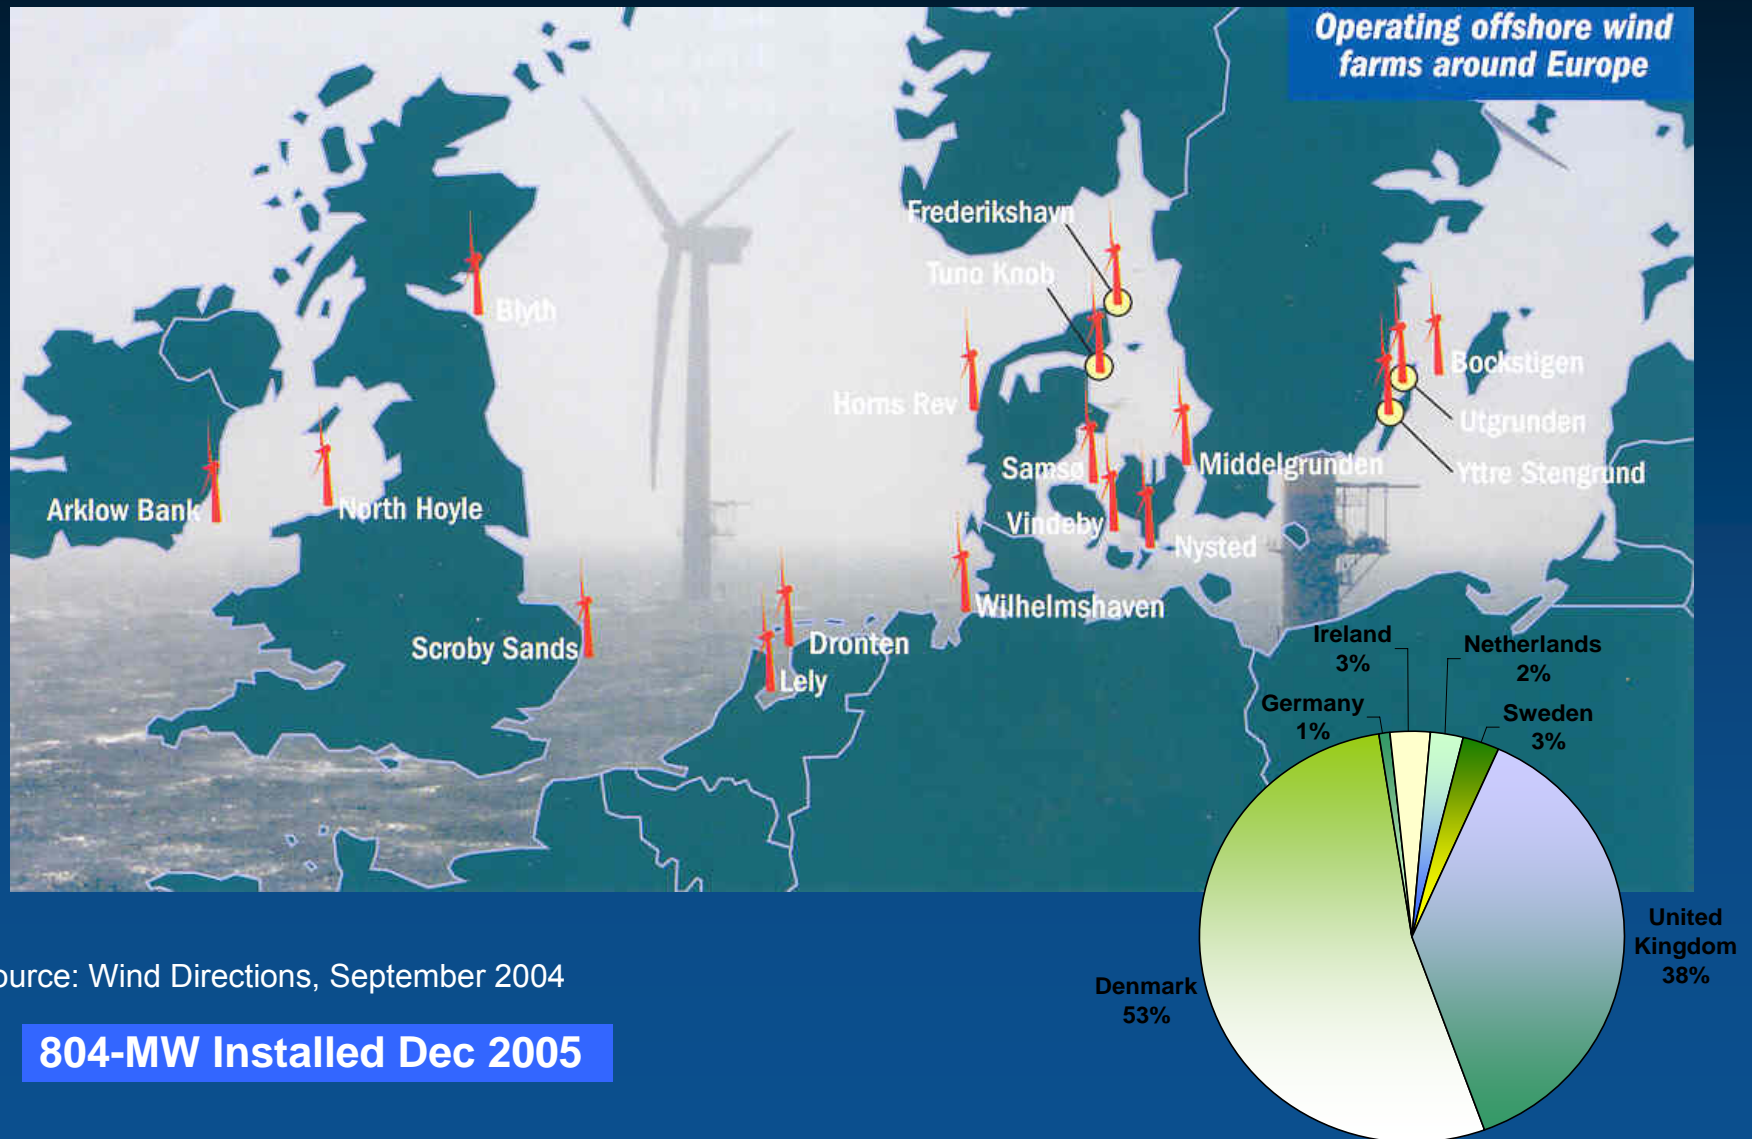 Operating offshore wind
farms around Europe
Frederikshavn
Tuno Knob
Blyth
Horns Rev
Bockstigen
Utgrunden
Yttre Stengrund
Samsø
Middelgrunden
Arklow Bank
North Hoyle
Vindeby
Nysted
Wilhelmshaven
Scroby Sands
Dronten
Lely
Ireland
3%
Netherlands
2%
Germany
1%
Sweden
3%
United
Kingdom
38%
Denmark
53%
ource: Wind Directions, September 2004
804-MW Installed Dec 2005